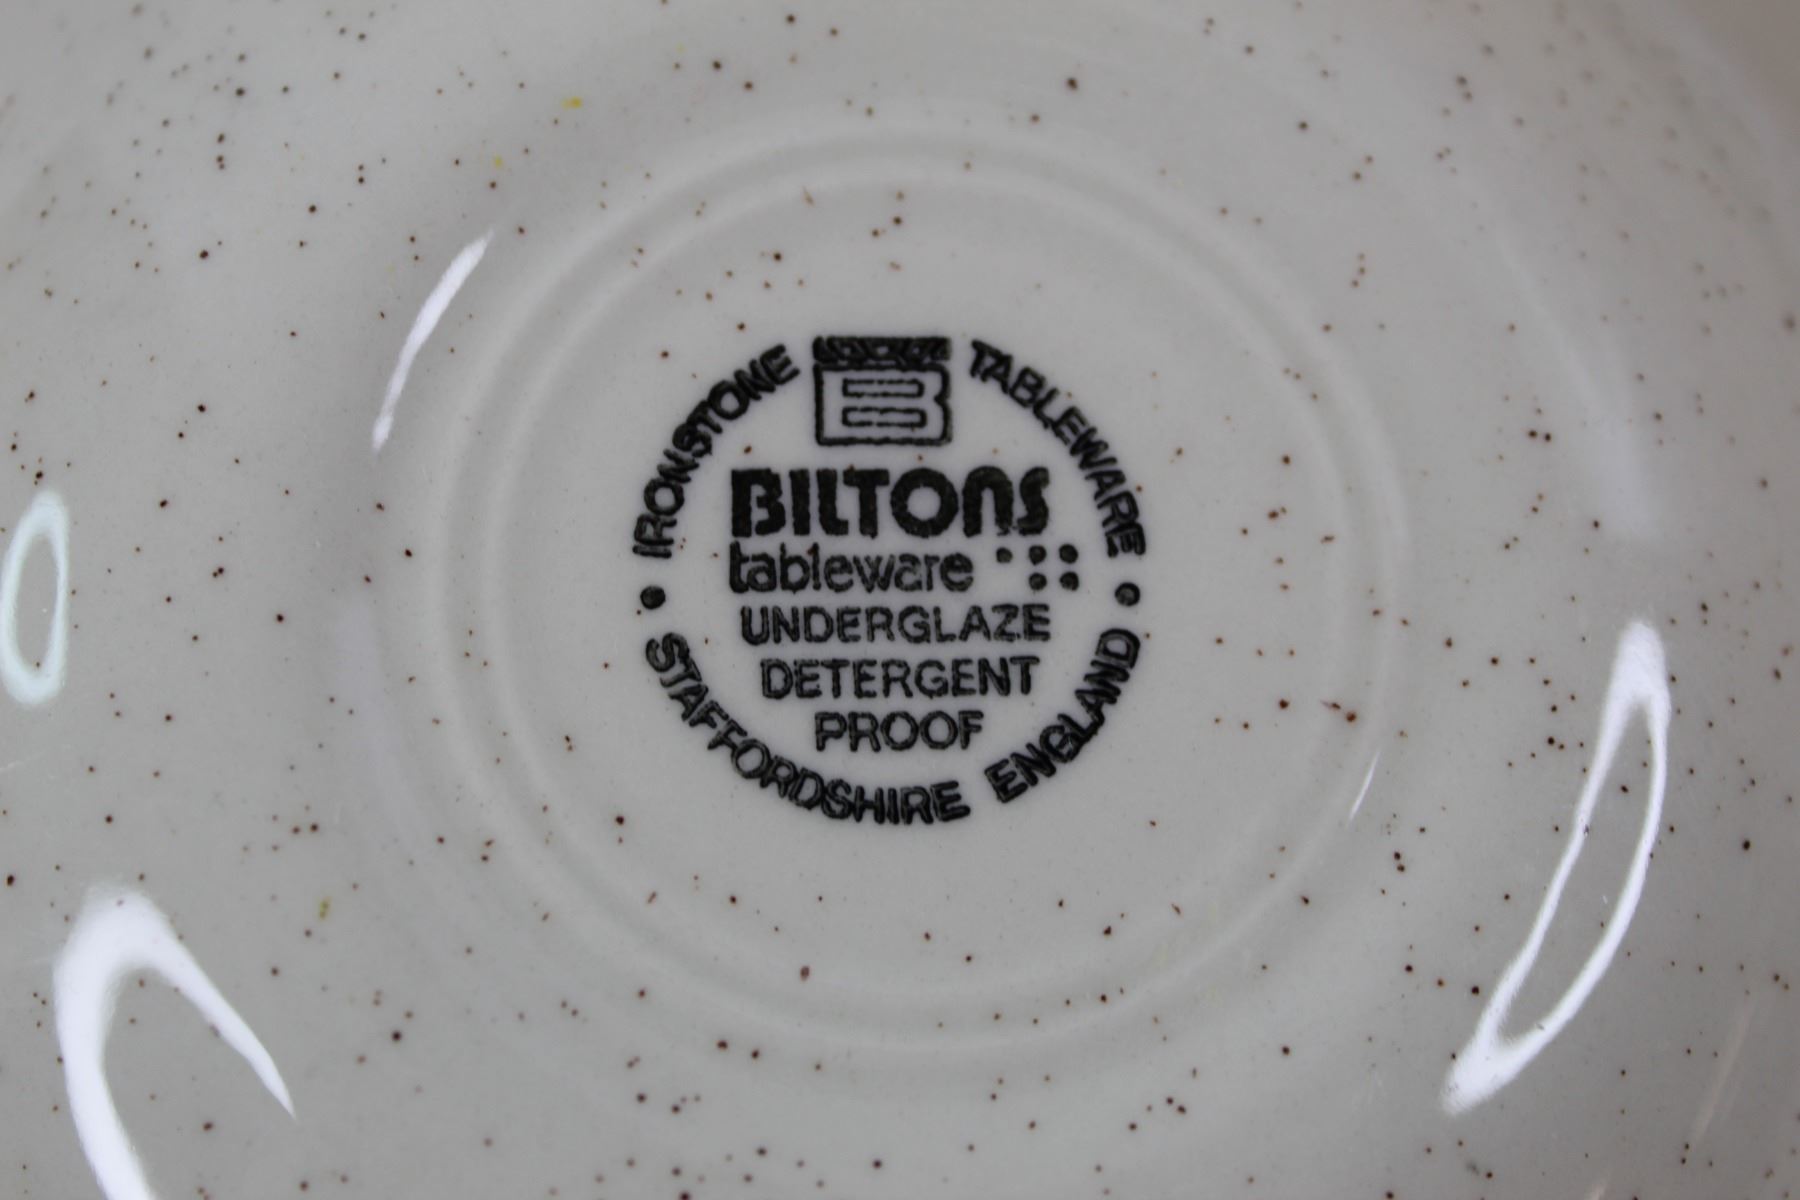 IRONSTONE TABLEWARE
B
BILTONS
tableware
UNDERGLAZE
DETERGENT
PROOF
STAFFORDSHIRE ENGLAND